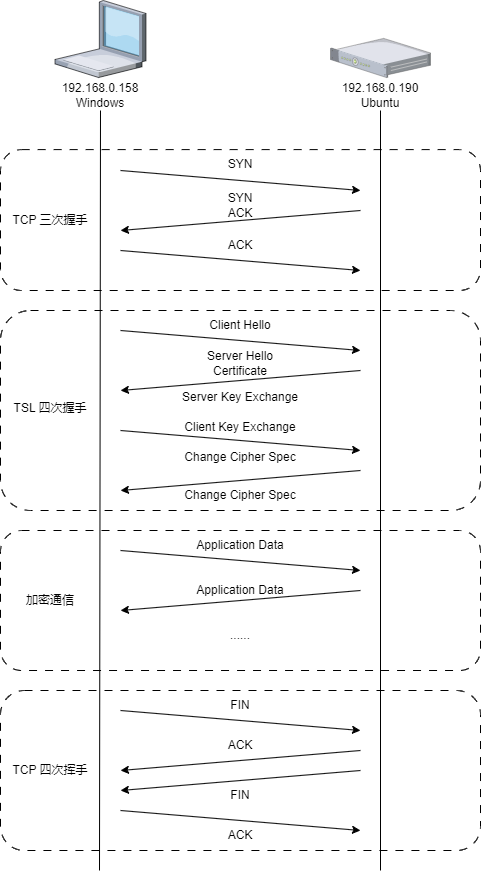 192.168.0.158
Windows
192.168.0.190
Ubuntu
TCP 三次握手
SYN
SYN
ACK
ACK
TSL 四次握手
Client Hello
Server Hello
Certificate
Server Key Exchange
Client Key Exchange
Change Cipher Spec
Change Cipher Spec
加密通信
Application Data
Application Data
......
TCP 四次挥手
FIN
ACK
FIN
ACK